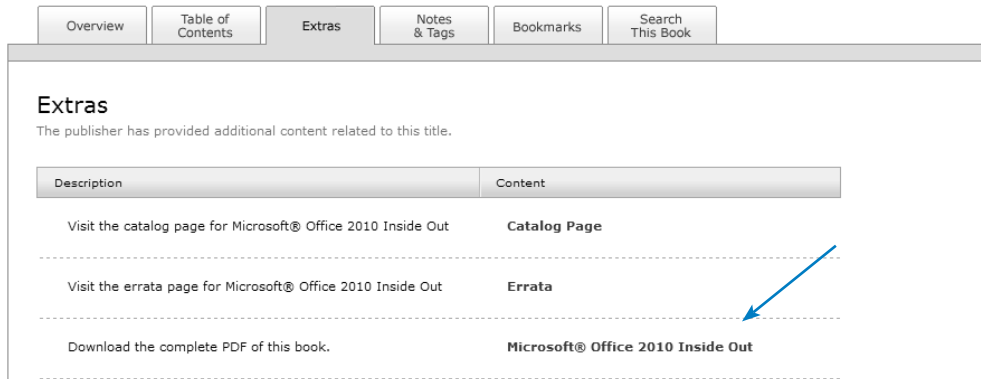 Overview
Table of
Contents
Extras
Notes
& Tags
Bookmarks
Search
This Book
Extras
The publisher has provided additional content related to this title.
Description Content
Visit the catalog page for Microsoft® Office 2010 Inside Out Catalog Page
Visit the errata page for Microsoft® Office 2010 Inside Out Errata
Download the complete PDF of this book. Microsoft® Office 2010 Inside Out